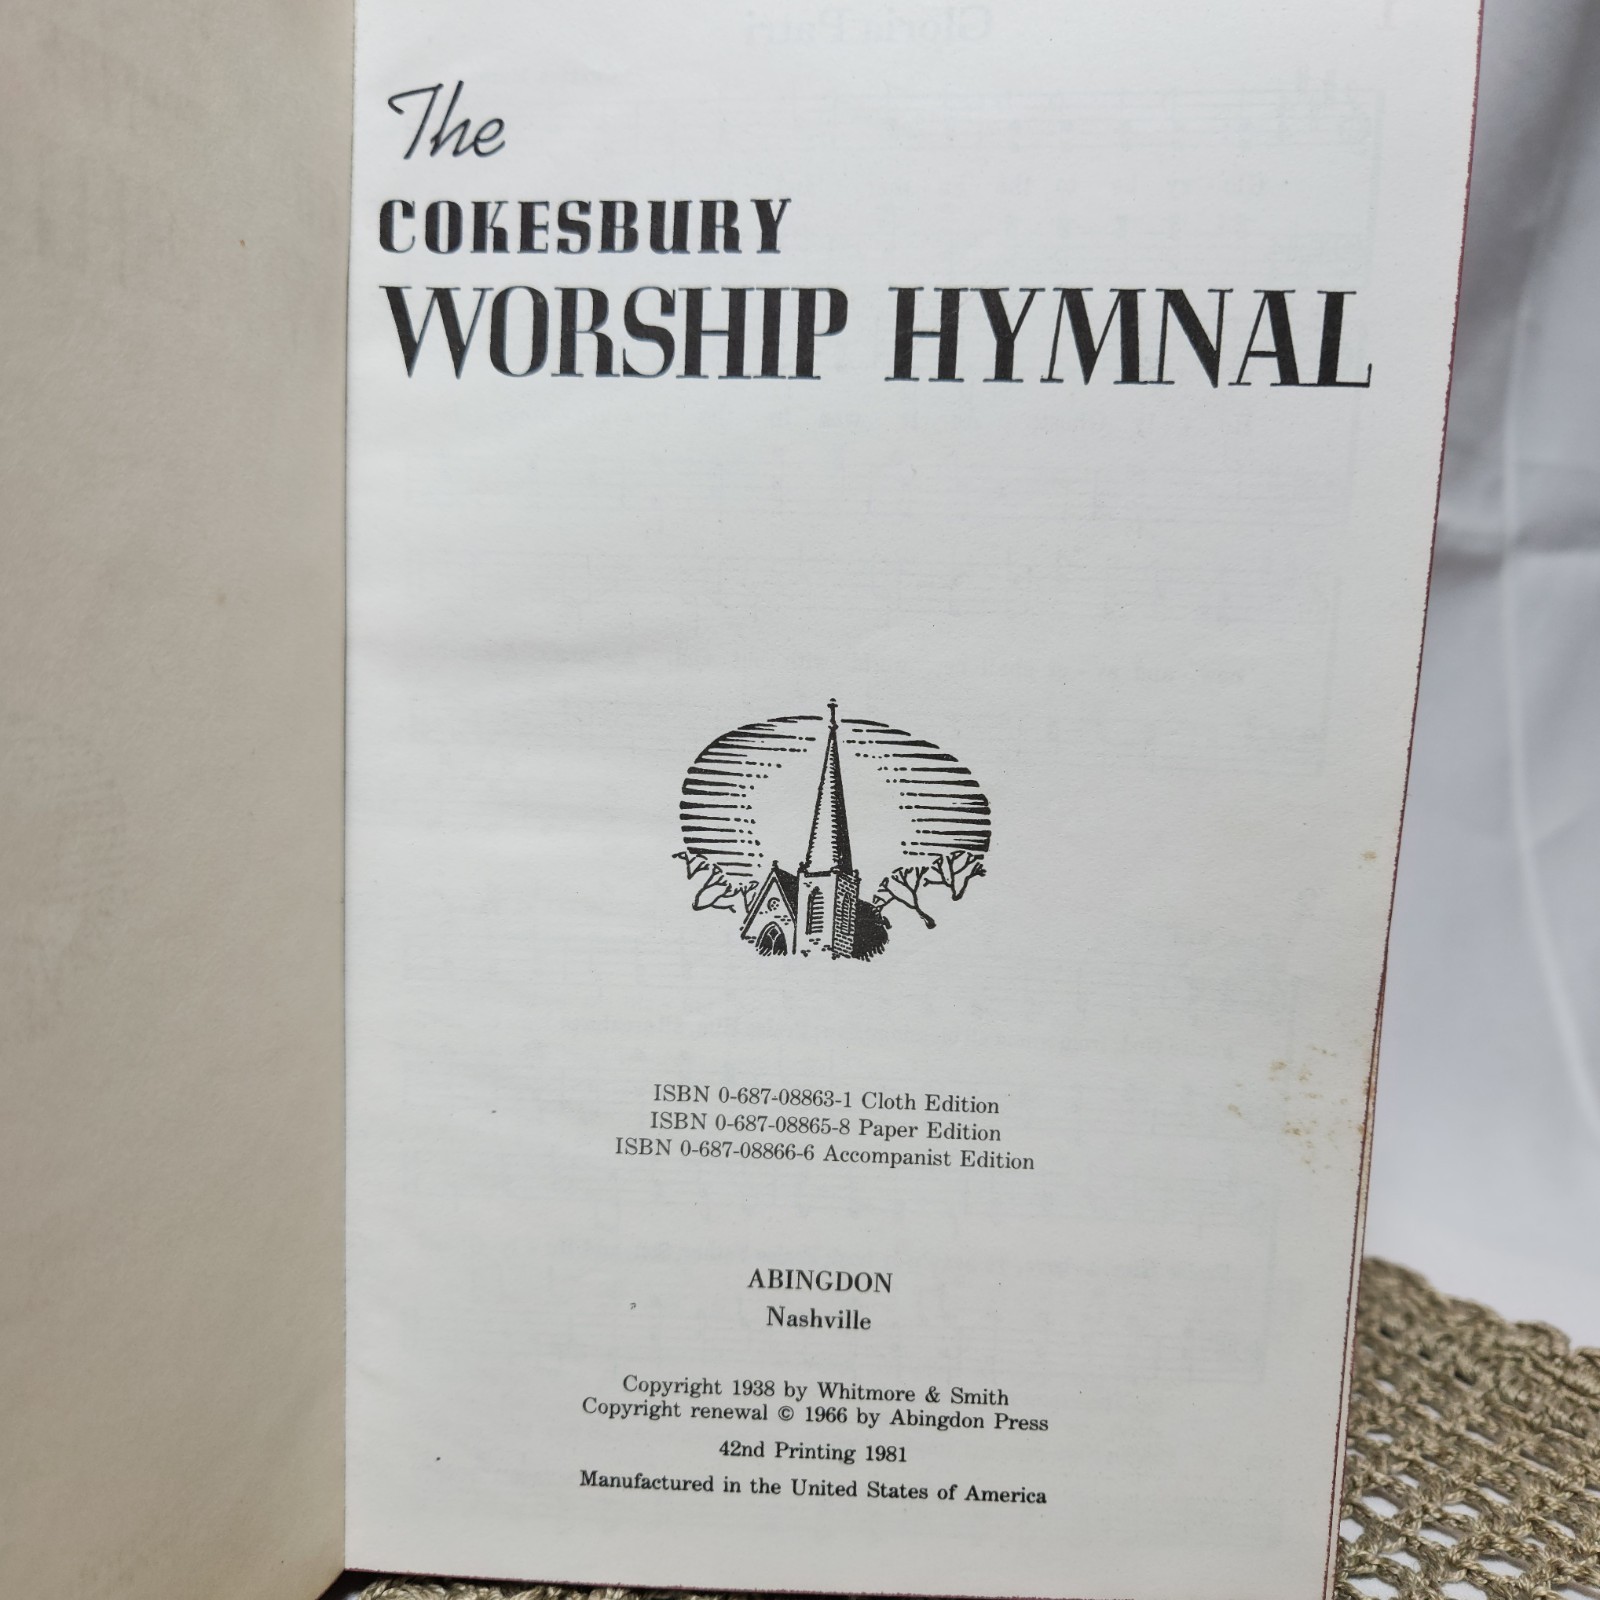 The
COKESBURY
WORSHIP HYMNAL
ISBN 0-687-08863-1 Cloth Edition
ISBN 0-687-08865-8 Paper Edition
ISBN 0-687-08866-6 Accompanist Edition
ABINGDON
Nashville
Copyright 1938 by Whitmore & Smith
Copyright renewal © 1966 by Abingdon Press
42nd Printing 1981
Manufactured in the United States of America